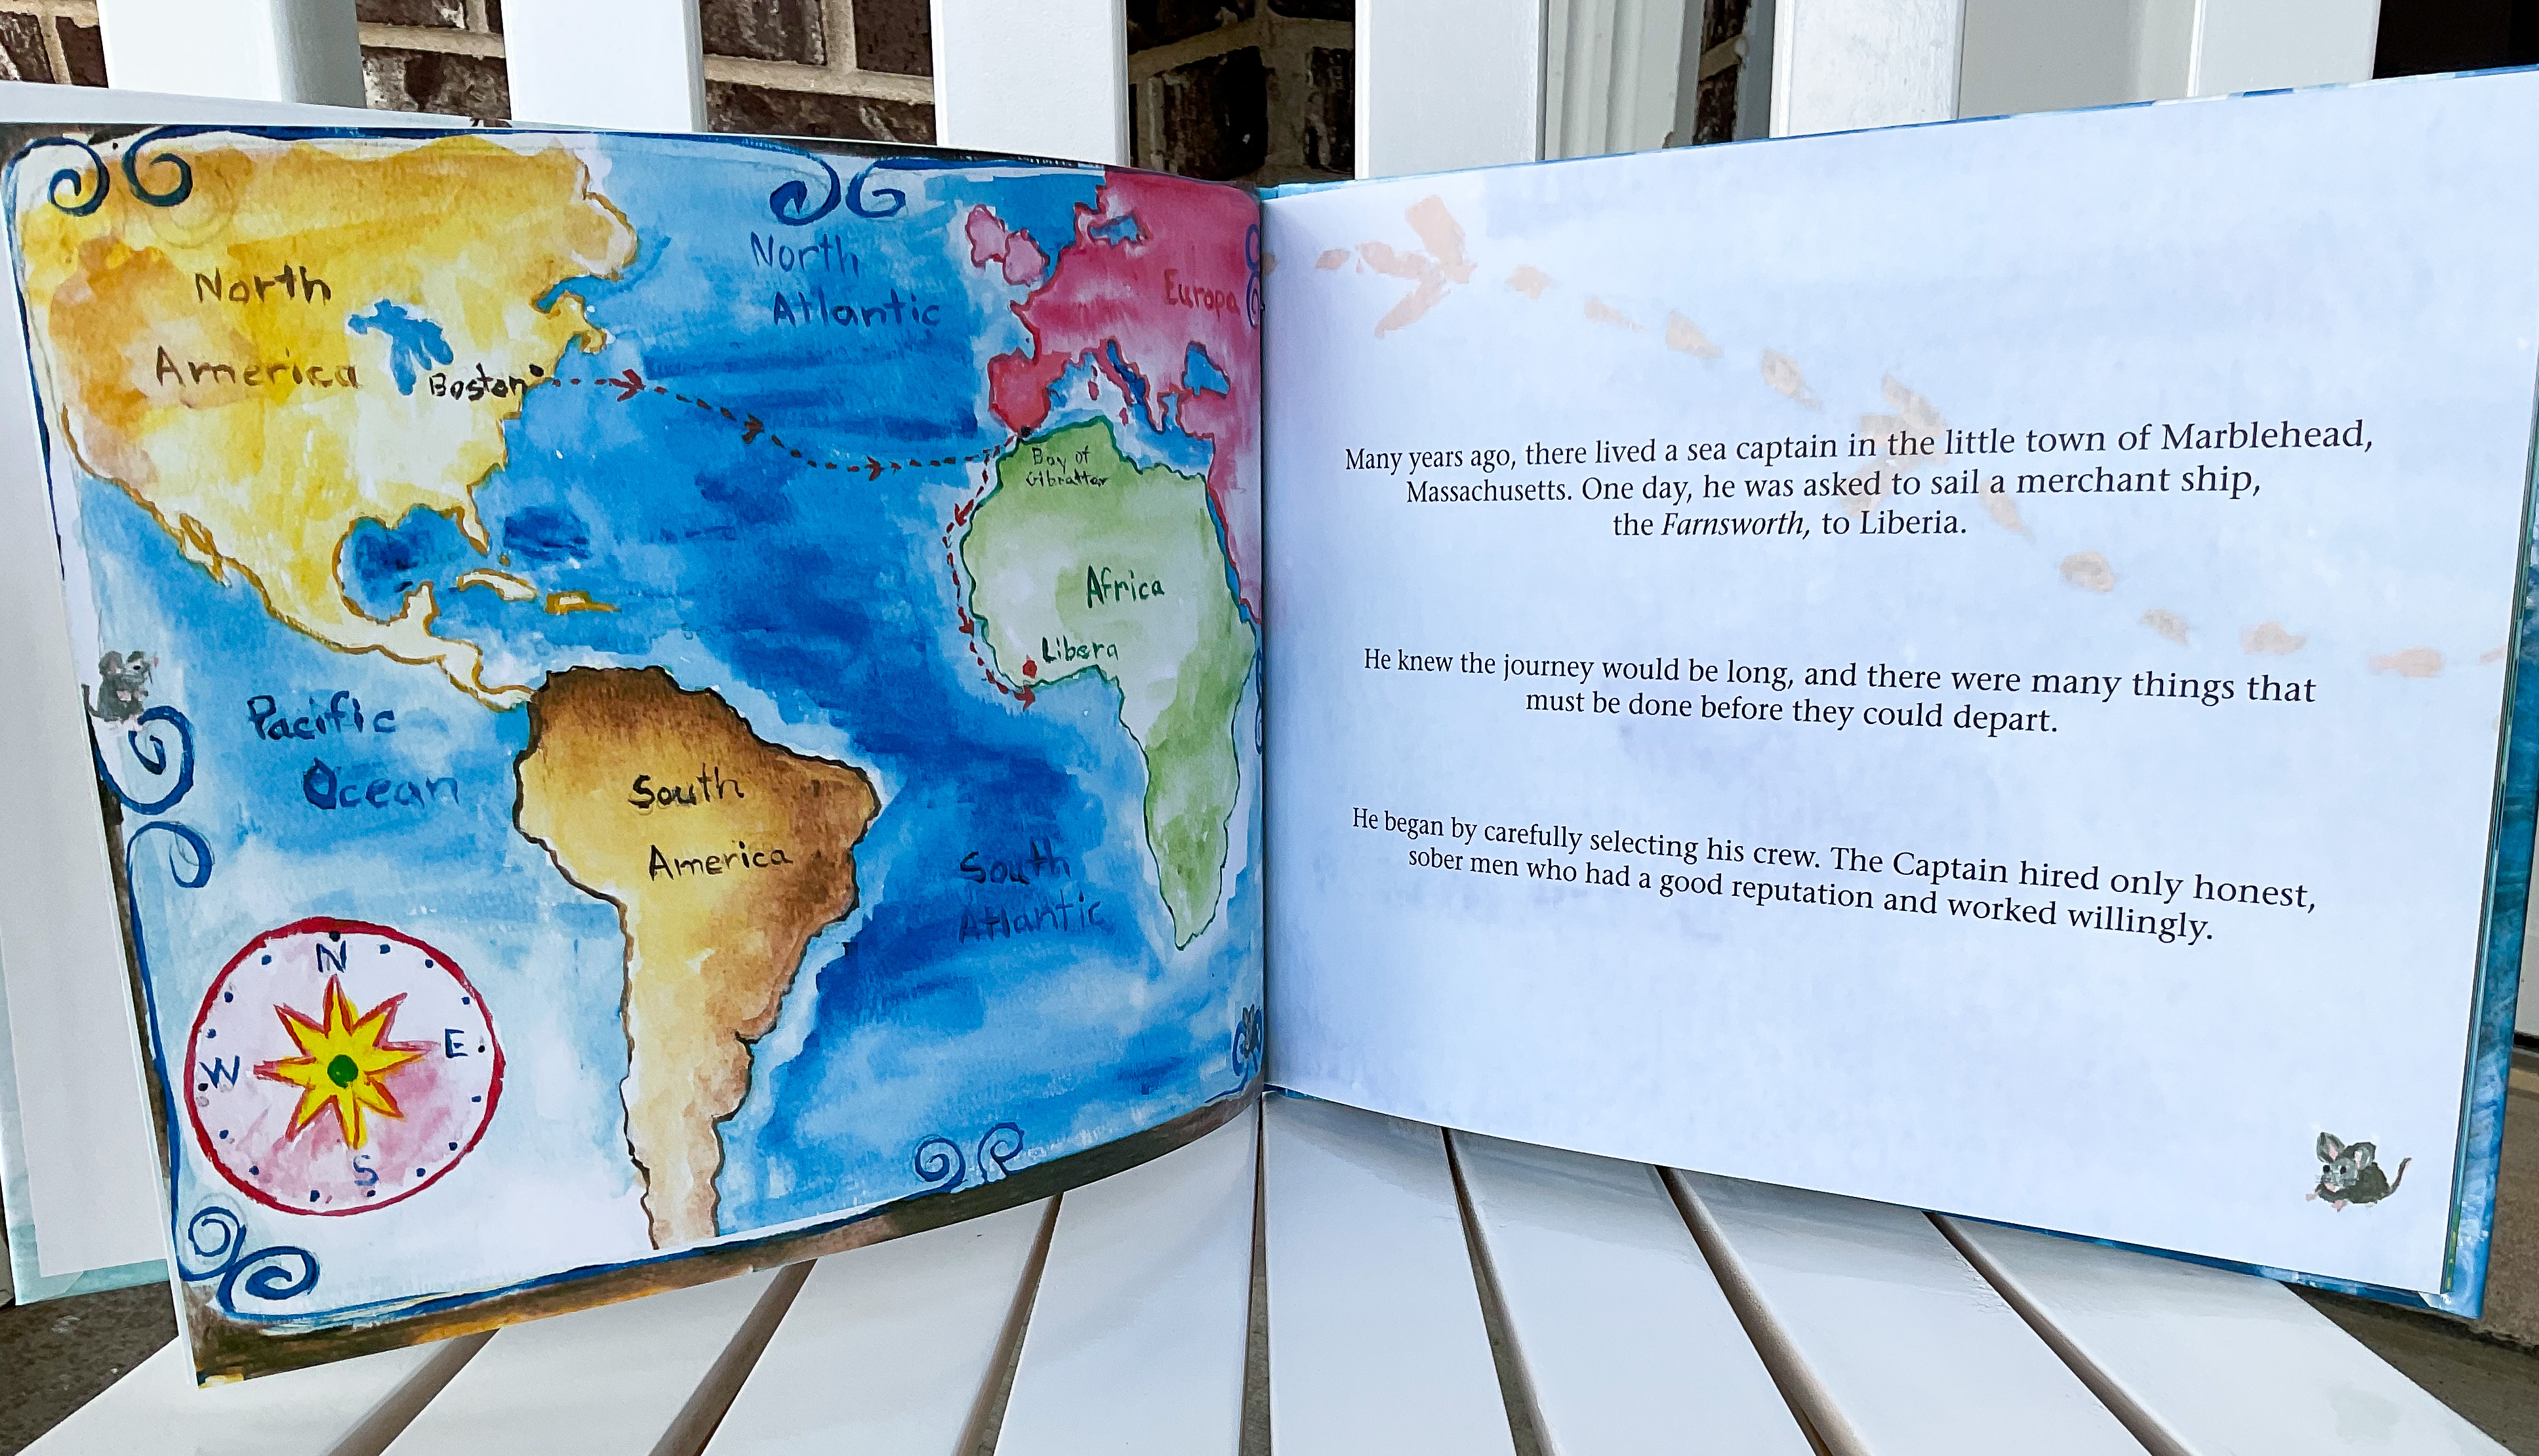 North
America
Boston
North
Atlantic
Europa
Bay of
Gibraltar
Africa
Libera
Pacific
Ocean
South
America
South
Atlantic
N
E
W
S
Many years ago, there lived a sea captain in the little town of Marblehead,
Massachusetts. One day, he was asked to sail a merchant ship,
the Farnsworth, to Liberia.
He knew the journey would be long, and there were many things that
must be done before they could depart.
He began by carefully selecting his crew. The Captain hired only honest,
sober men who had a good reputation and worked willingly.